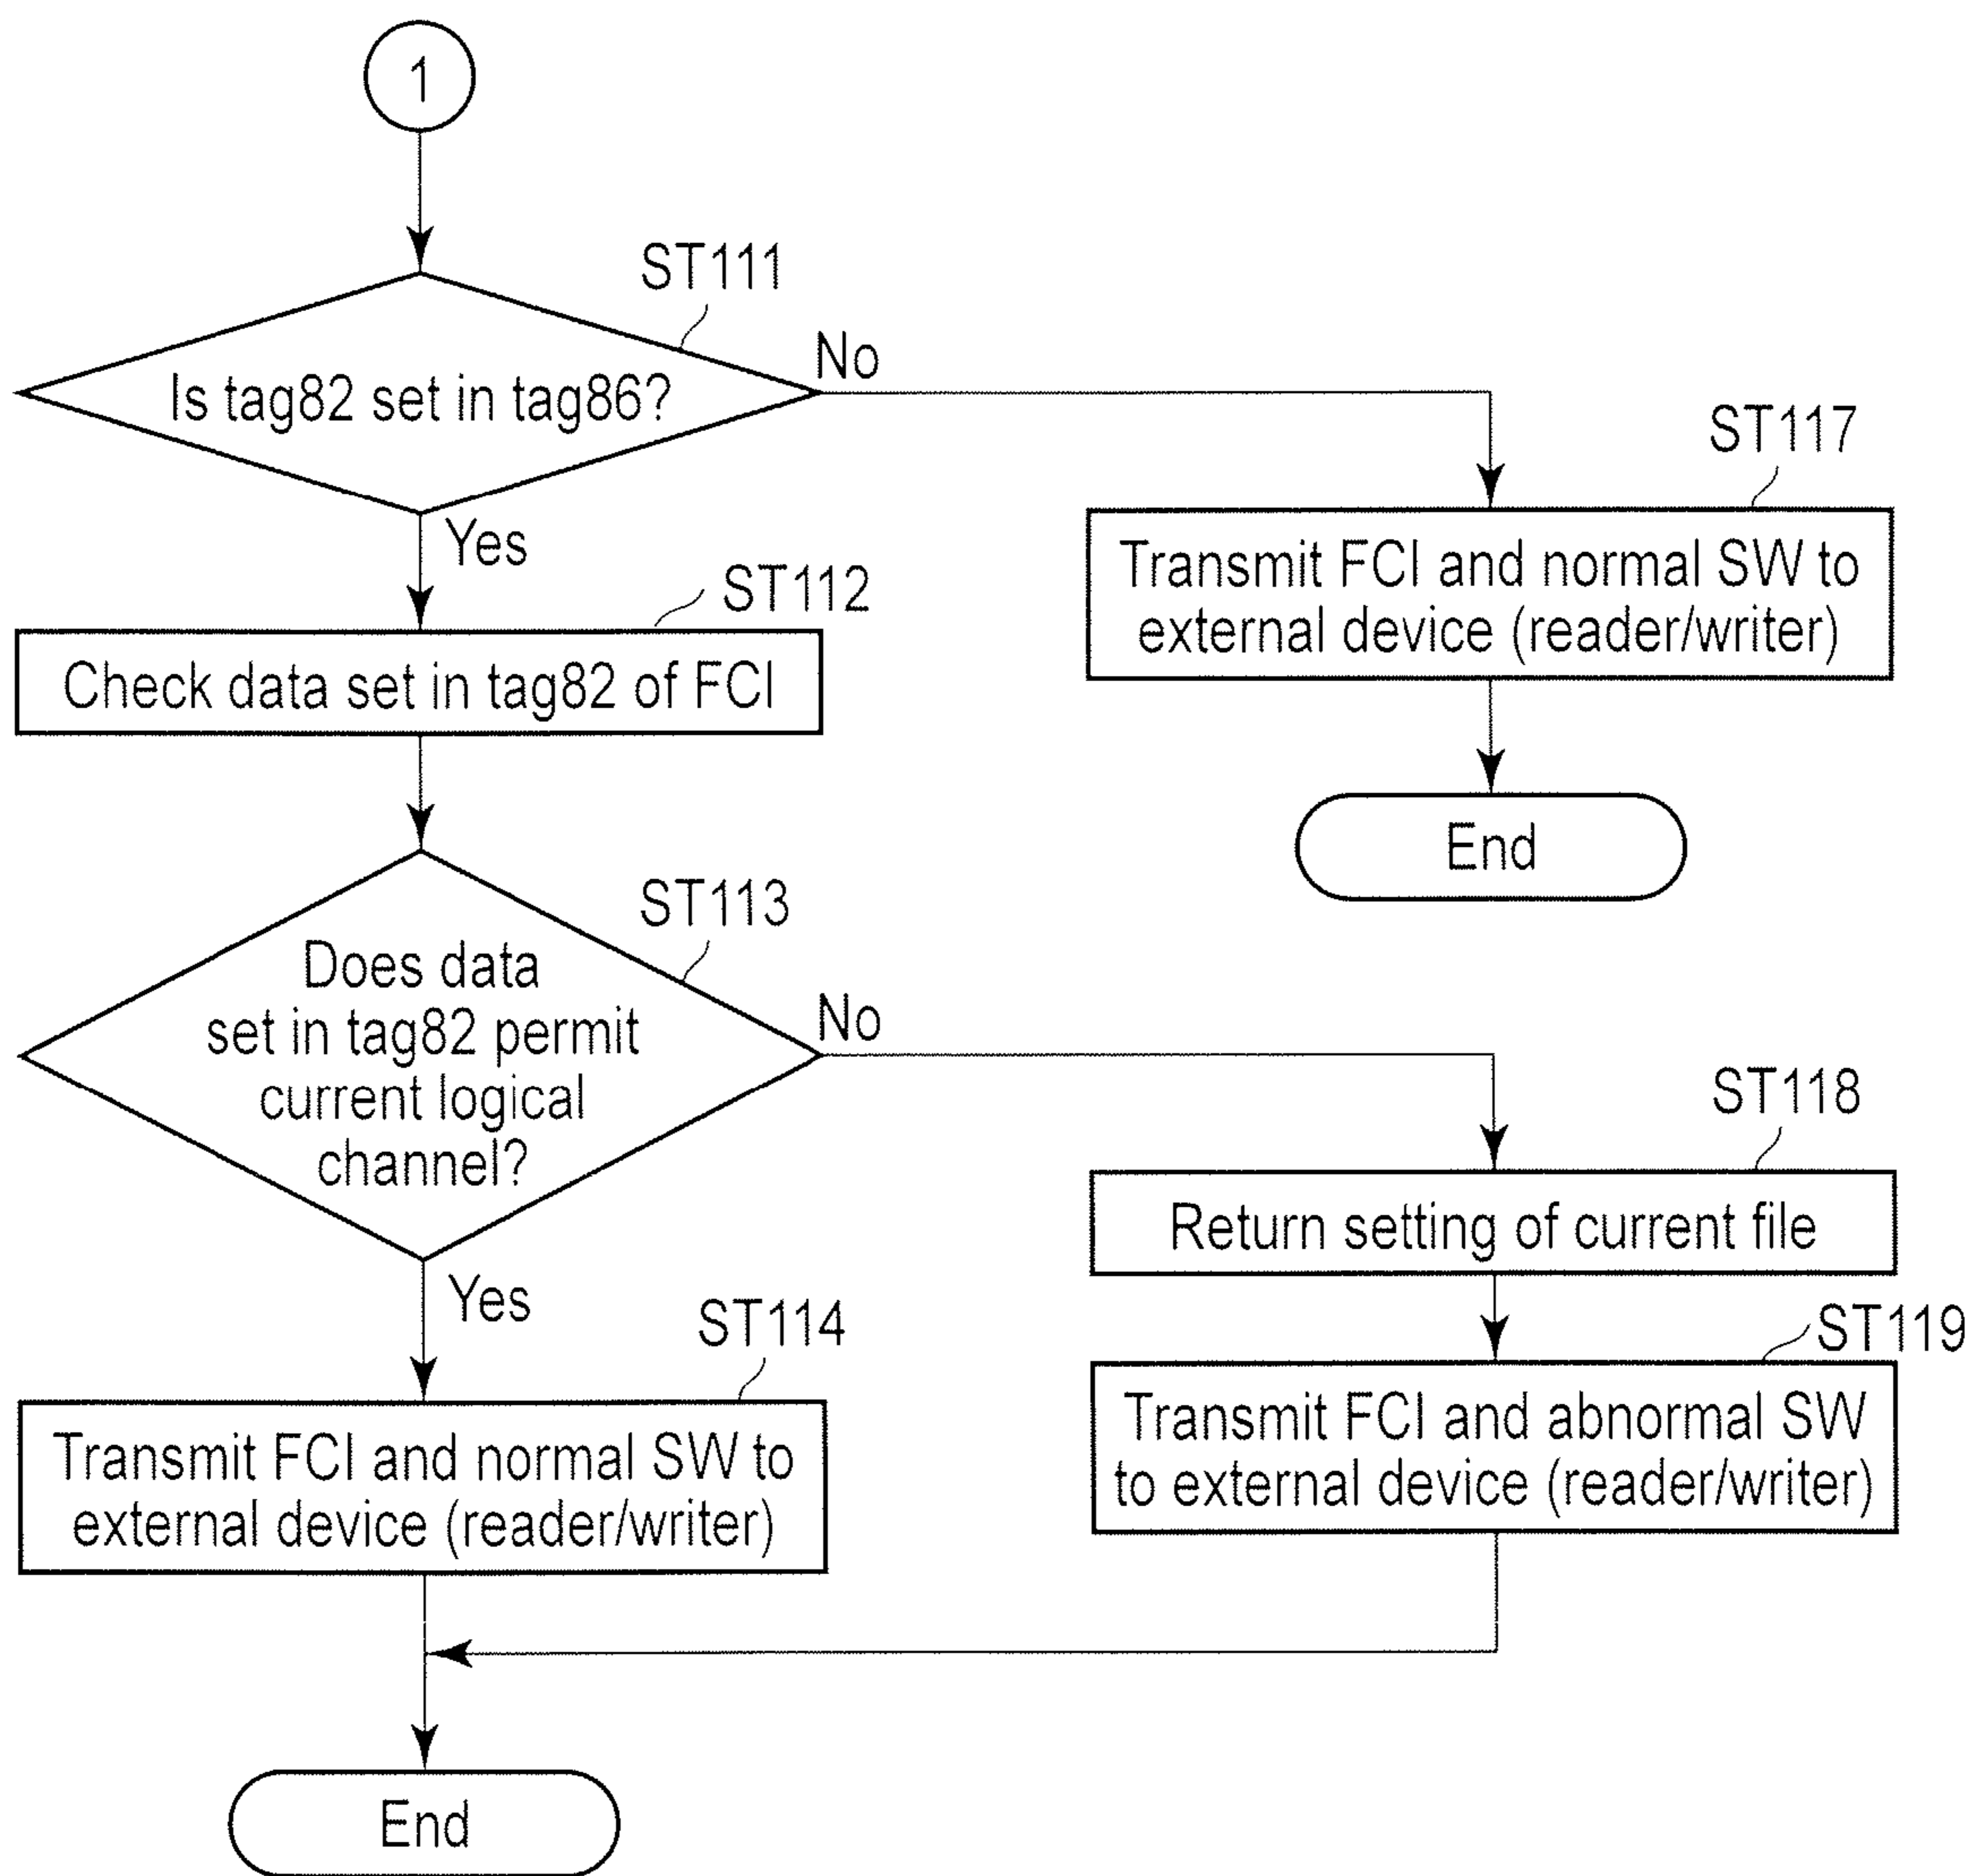 1
ST111
Is tag82 set in tag86?
No
Yes
ST117
Transmit FCI and normal SW to
external device (reader/writer)
End
ST112
Check data set in tag82 of FCI
ST113
Does data
set in tag82 permit
current logical
channel?
No
Yes
ST118
Return setting of current file
ST119
Transmit FCI and abnormal SW
to external device (reader/writer)
ST114
Transmit FCI and normal SW to
external device (reader/writer)
End